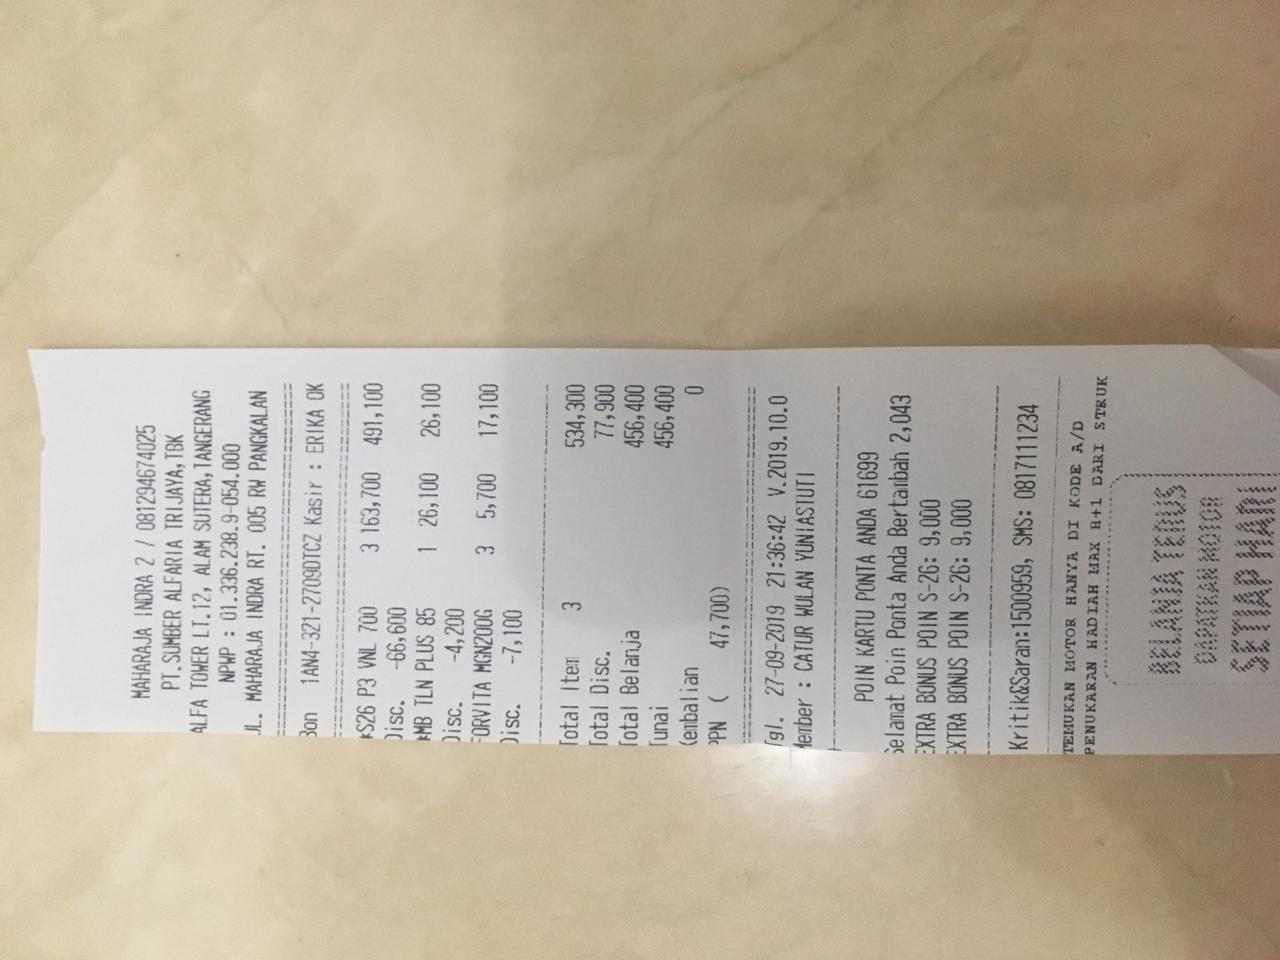 MAHARAJA INDRA 2 / 081294674025
PT.SUMBER ALFARIA TRIJAYA,TBK
ALFA TOWER LT.12, ALAM SUTERA,TANGERANG
NPWP : 01.336.238.9-054.000
JL. MAHARAJA INDRA RT. 005 RW PANGKALAN
Bon 1AN4-321-2709DTCZ Kasir : ERIKA OK
*S26 P3 VNL 700 3 163,700 491,100
Disc. -66,600
*MB TLN PLUS 85 1 26,100 26,100
Disc. -4,200
FORVITA MGN200G 3 5,700 17,100
Disc. -7,100
Total Item 3 534,300
Total Disc. 77,900
Total Belanja 456,400
Tunai 456,400
Kembalian 0
PPN ( 47,700)
Tgl. 27-09-2019 21:36:42 V.2019.10.0
Member : CATUR WULAN YUNIASTUTI
POIN KARTU PONTA ANDA 61699
Selamat Poin Ponta Anda Bertambah 2,043
EXTRA BONUS POIN S-26: 9,000
EXTRA BONUS POIN S-26: 9,000
Kritik&Saran:1500959, SMS: 0817111234
TEMUKAN MOTOR HANYA DI KODE A/D
PENUKARAN HADIAH MAX H+1 DARI STRUK
BELANJA TERUS
DAPATKAN MOTOR
SETIAP HARI